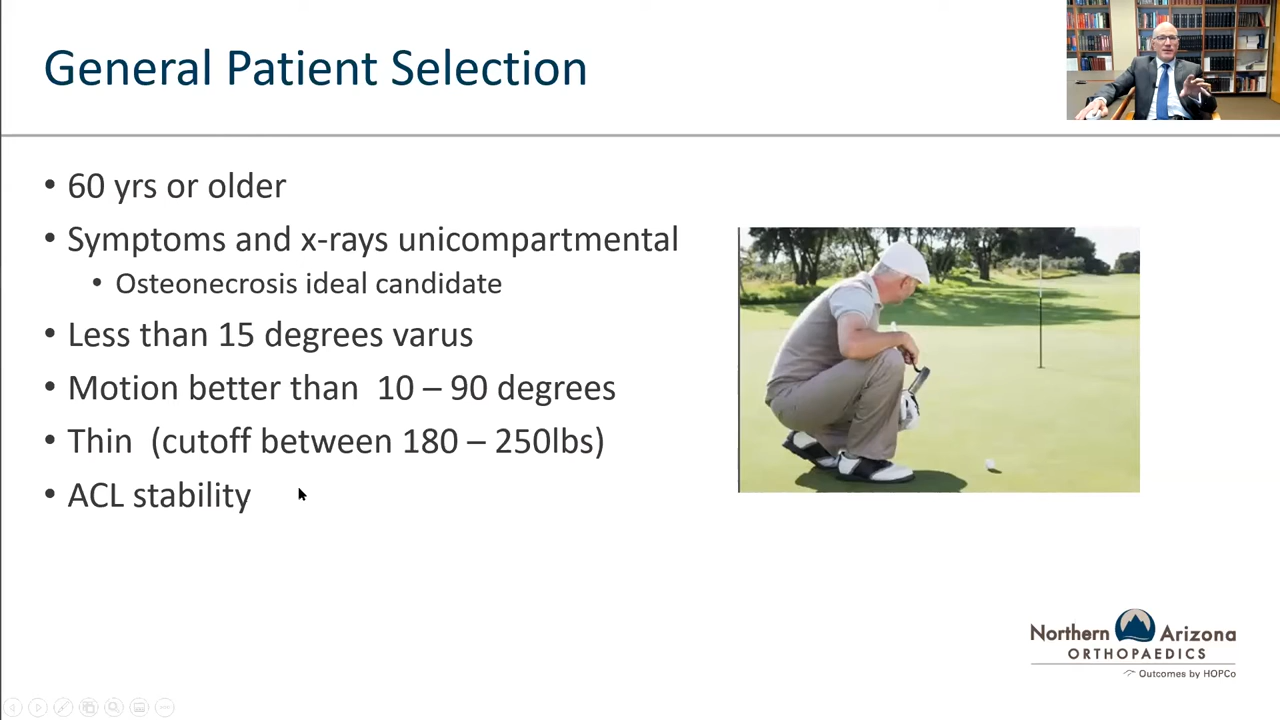 General Patient Selection
• 60 yrs or older
• Symptoms and x-rays unicompartmental
• Osteonecrosis ideal candidate
• Less than 15 degrees varus
• Motion better than  10 – 90 degrees
• Thin  (cutoff between 180 – 250lbs)
• ACL stability
Northern Arizona
ORTHOPAEDICS
Outcomes by HOPCo